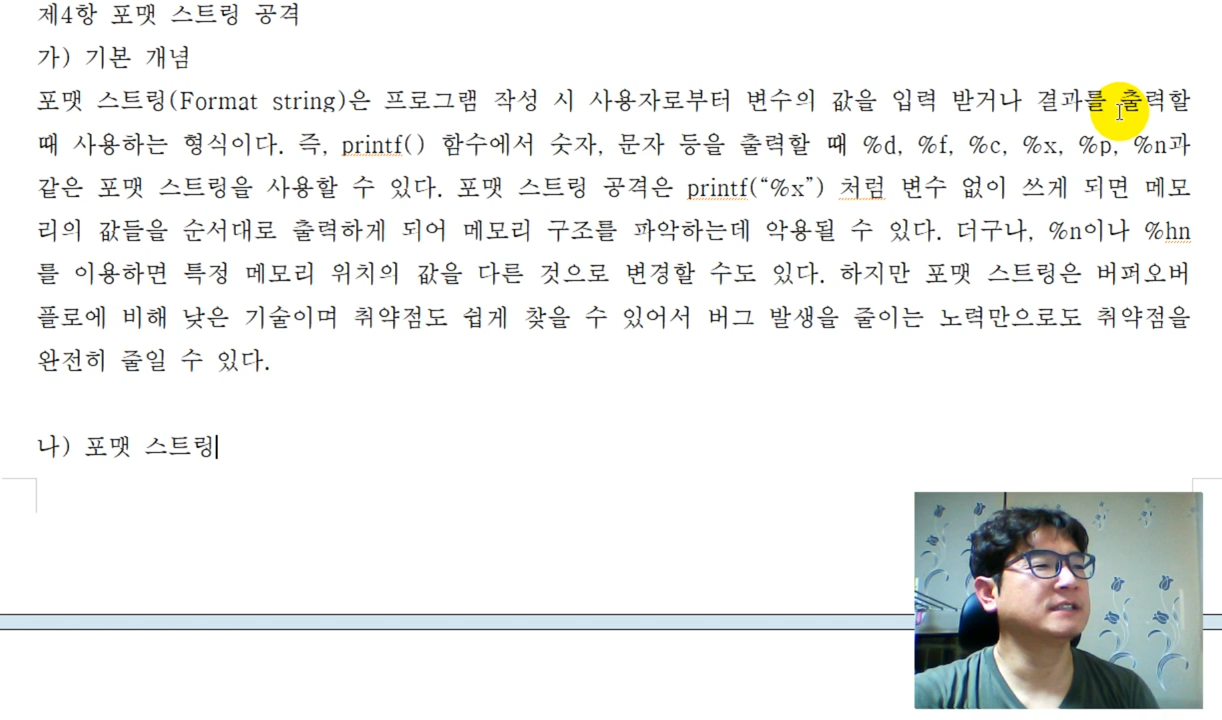 제4항 포맷 스트링 공격
가) 기본 개념
포맷 스트링(Format string)은 프로그램 작성 시 사용자로부터 변수의 값을 입력 받거나 결과를 출력할
때 사용하는 형식이다. 즉, printf() 함수에서 숫자, 문자 등을 출력할 때 %d, %f, %c, %x, %p, %n과
같은 포맷 스트링을 사용할 수 있다. 포맷 스트링 공격은 printf(“%x”) 처럼 변수 없이 쓰게 되면 메모
리의 값들을 순서대로 출력하게 되어 메모리 구조를 파악하는데 악용될 수 있다. 더구나, %n이나 %hn
를 이용하면 특정 메모리 위치의 값을 다른 것으로 변경할 수도 있다. 하지만 포맷 스트링은 버퍼오버
플로에 비해 낮은 기술이며 취약점도 쉽게 찾을 수 있어서 버그 발생을 줄이는 노력만으로도 취약점을
완전히 줄일 수 있다.
나) 포맷 스트링